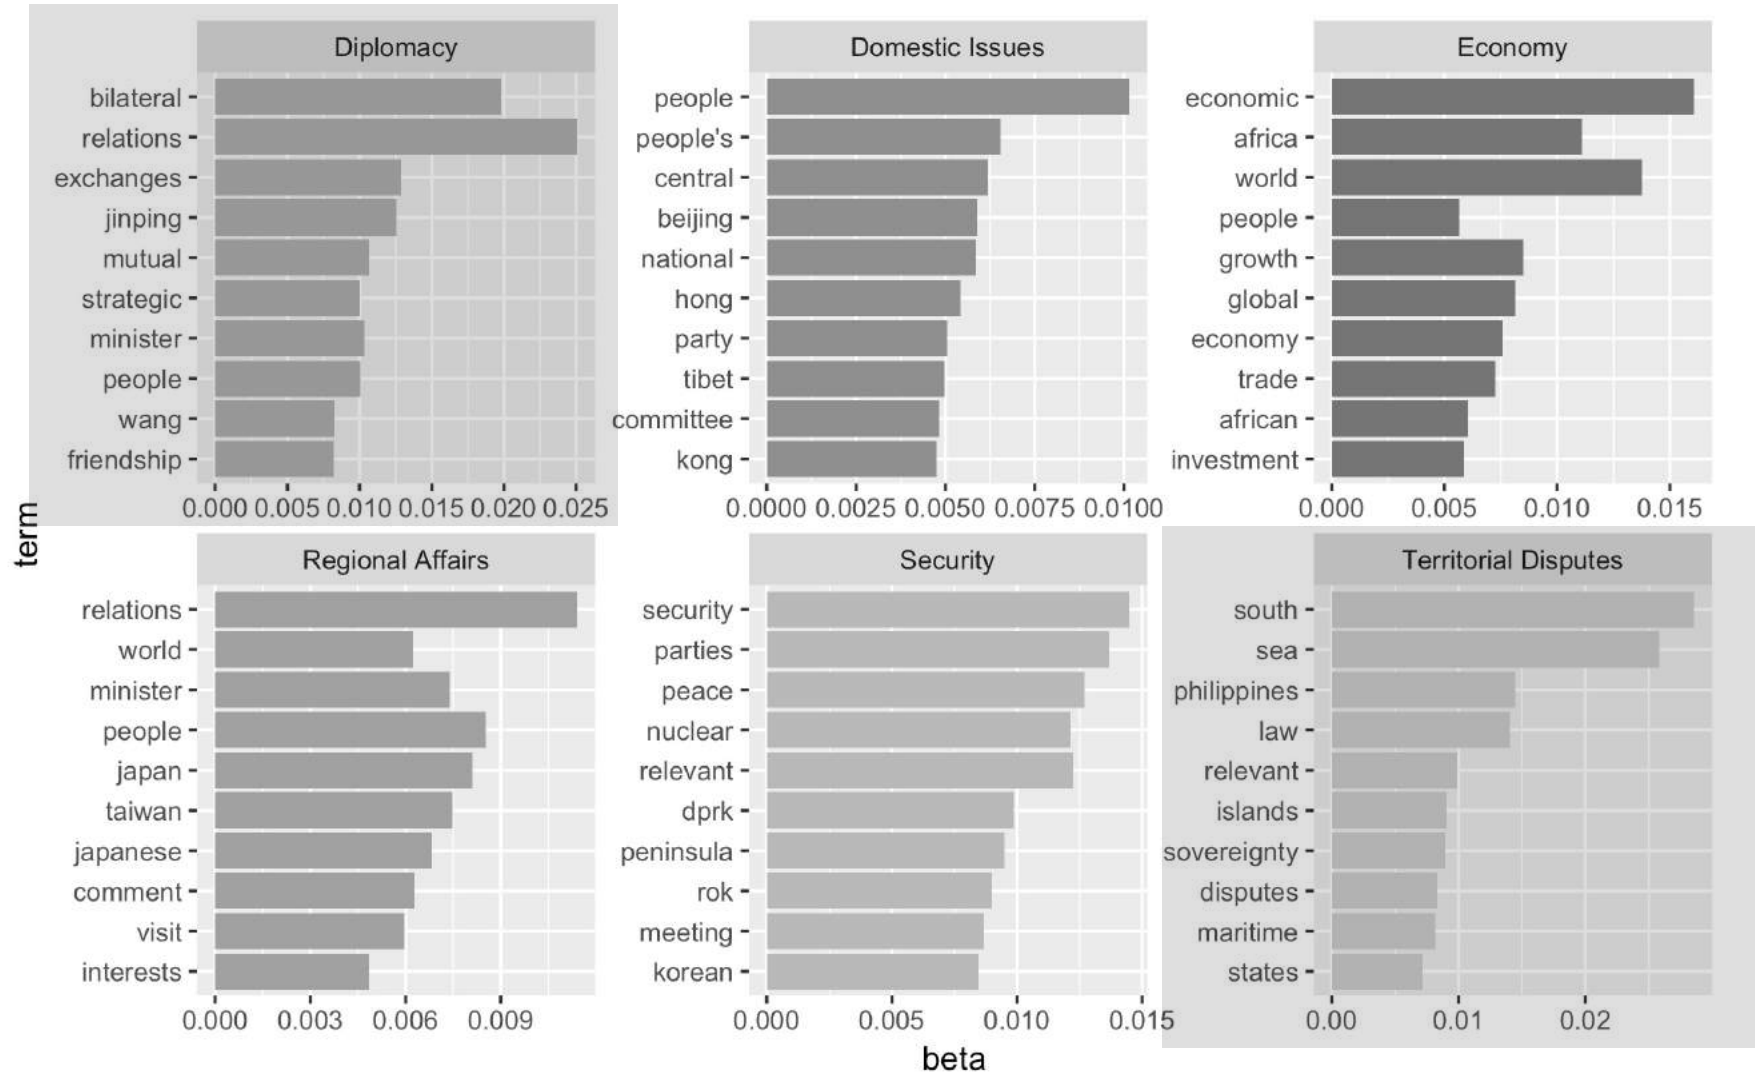 Diplomacy
bilateral
relations
exchanges
jinping
mutual
strategic
minister
people
wang
friendship
0.000 0.005 0.010 0.015 0.020 0.025
Domestic Issues
people
people's
central
beijing
national
hong
party
tibet
committee
kong
0.0000 0.0025 0.0050 0.0075 0.0100
Economy
economic
africa
world
people
growth
global
economy
trade
african
investment
0.000 0.005 0.010 0.015
term
Regional Affairs
relations
world
minister
people
japan
taiwan
japanese
comment
visit
interests
0.000 0.003 0.006 0.009
Security
security
parties
peace
nuclear
relevant
dprk
peninsula
rok
meeting
korean
0.000 0.005 0.010 0.015
Territorial Disputes
south
sea
philippines
law
relevant
islands
sovereignty
disputes
maritime
states
0.00 0.01 0.02
beta